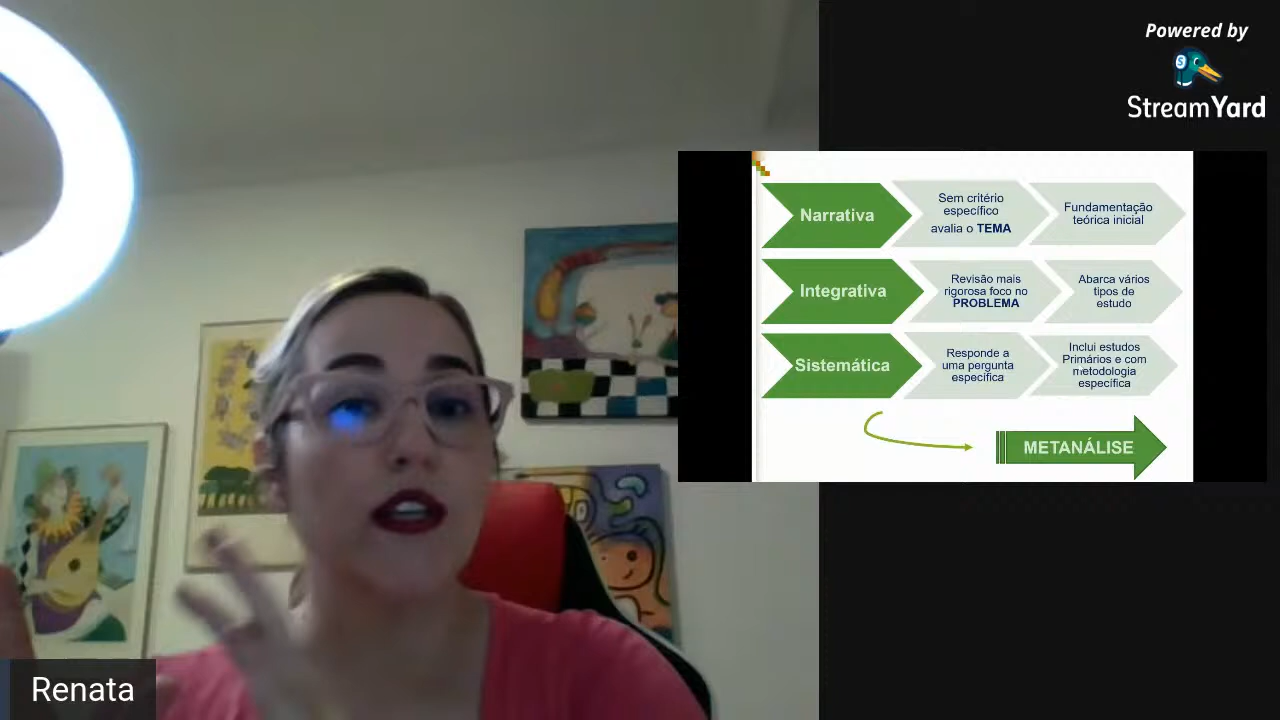 Powered by
StreamYard
Narrativa
Sem critério
específico
avalia o TEMA
Fundamentação
teórica inicial
Integrativa
Revisão mais
rigorosa foco no
PROBLEMA
Abarca vários
tipos de
estudo
Sistemática
Responde a
uma pergunta
específica
Inclui estudos
Primários e com
metodologia
específica
METANÁLISE
Renata